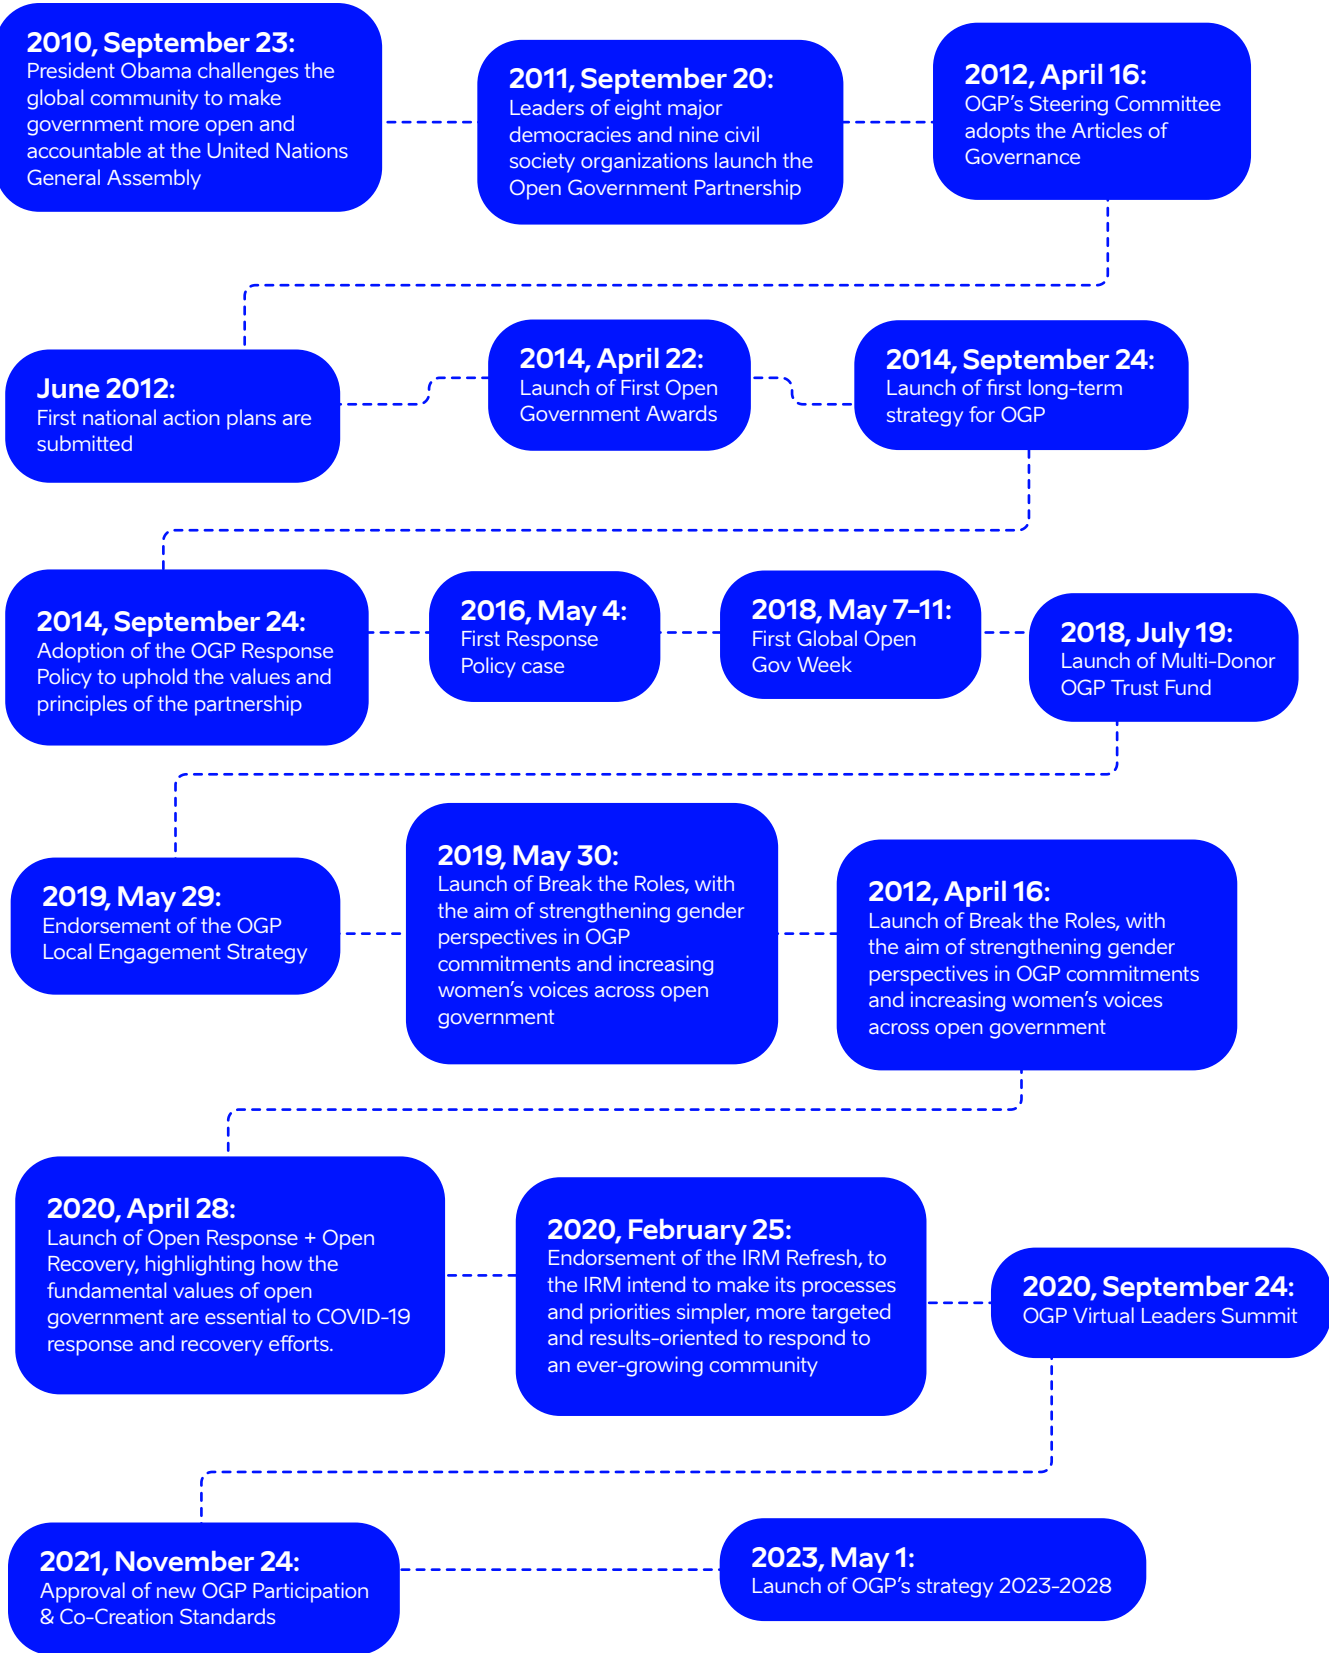 2010, September 23:
President Obama challenges the
global community to make
government more open and
accountable at the United Nations
General Assembly
2011, September 20:
Leaders of eight major
democracies and nine civil
society organizations launch the
Open Government Partnership
2012, April 16:
OGP's Steering Committee
adopts the Articles of
Governance
June 2012:
First national action plans are
submitted
2014, April 22:
Launch of First Open
Government Awards
2014, September 24:
Launch of first long-term
strategy for OGP
2014, September 24:
Adoption of the OGP Response
Policy to uphold the values and
principles of the partnership
2016, May 4:
First Response
Policy case
2018, May 7-11:
First Global Open
Gov Week
2018, July 19:
Launch of Multi-Donor
OGP Trust Fund
2019, May 29:
Endorsement of the OGP
Local Engagement Strategy
2019, May 30:
Launch of Break the Roles, with
the aim of strengthening gender
perspectives in OGP
commitments and increasing
women's voices across open
government
2012, April 16:
Launch of Break the Roles, with
the aim of strengthening gender
perspectives in OGP commitments
and increasing women's voices
across open government
2020, April 28:
Launch of Open Response + Open
Recovery, highlighting how the
fundamental values of open
government are essential to COVID-19
response and recovery efforts.
2020, February 25:
Endorsement of the IRM Refresh, to
the IRM intend to make its processes
and priorities simpler, more targeted
and results-oriented to respond to
an ever-growing community
2020, September 24:
OGP Virtual Leaders Summit
2021, November 24:
Approval of new OGP Participation
& Co-Creation Standards
2023, May 1:
Launch of OGP's strategy 2023-2028